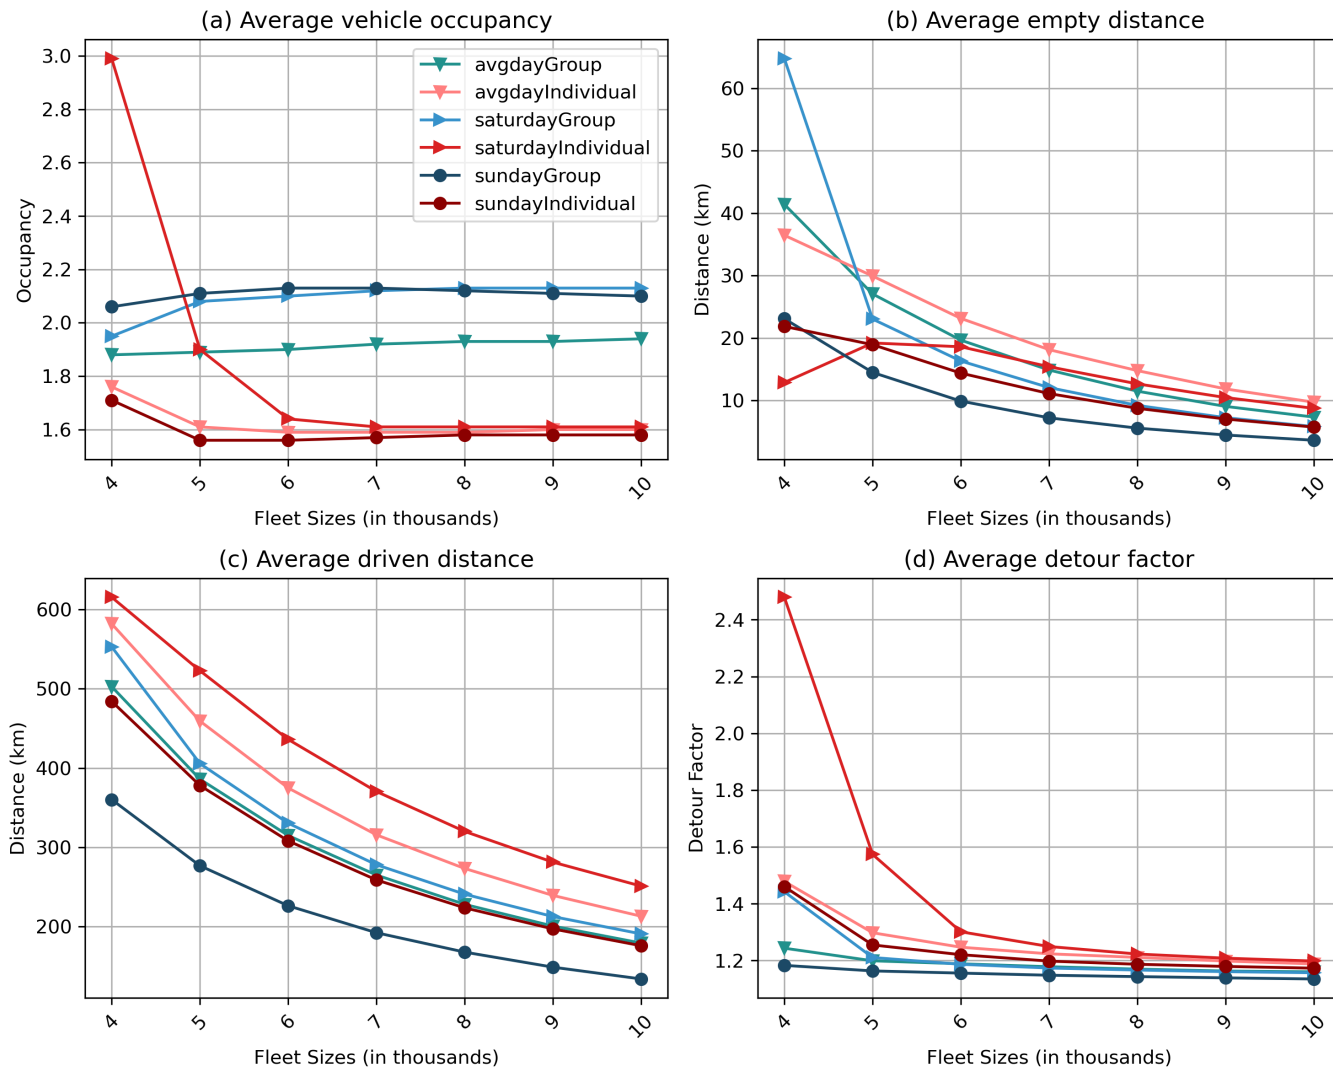 (a) Average vehicle occupancy
3.0
2.8
2.6
2.4
2.2
2.0
1.8
1.6
Occupancy
avgdayGroup
avgdayIndividual
saturdayGroup
saturdayIndividual
sundayGroup
sundayIndividual
4 5 6 7 8 9 10
Fleet Sizes (in thousands)
(b) Average empty distance
60
50
40
30
20
10
Distance (km)
4 5 6 7 8 9 10
Fleet Sizes (in thousands)
(c) Average driven distance
600
500
400
300
200
Distance (km)
4 5 6 7 8 9 10
Fleet Sizes (in thousands)
(d) Average detour factor
2.4
2.2
2.0
1.8
1.6
1.4
1.2
Detour Factor
4 5 6 7 8 9 10
Fleet Sizes (in thousands)